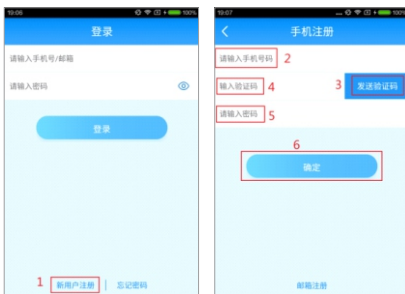 19:06
100%
登录
请输入手机号/邮箱
请输入密码
登录
1 新用户注册 | 忘记密码
19:07
100%
手机注册
请输入手机号码 2
输入验证码 4
3 发送验证码
请输入密码 5
6
确定
邮箱注册